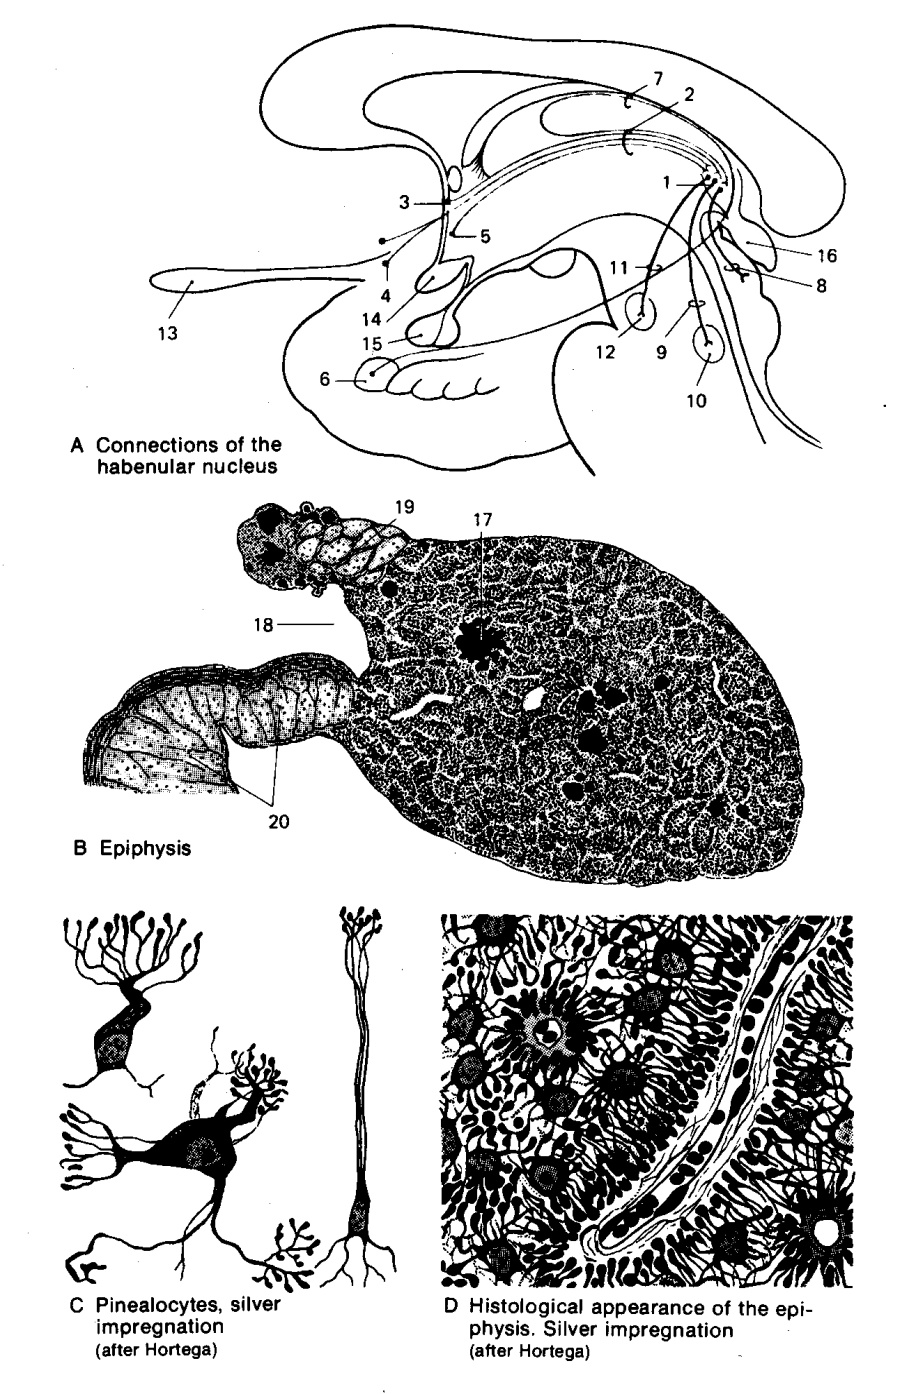 7
2
1
3
5
16
11
8
4
14
13
15
12
9
6
10
A Connections of the
habenular nucleus
19
17
18
20
B Epiphysis
C Pinealocytes, silver
impregnation
(after Hortega)
D Histological appearance of the epi-
physis. Silver impregnation
(after Hortega)